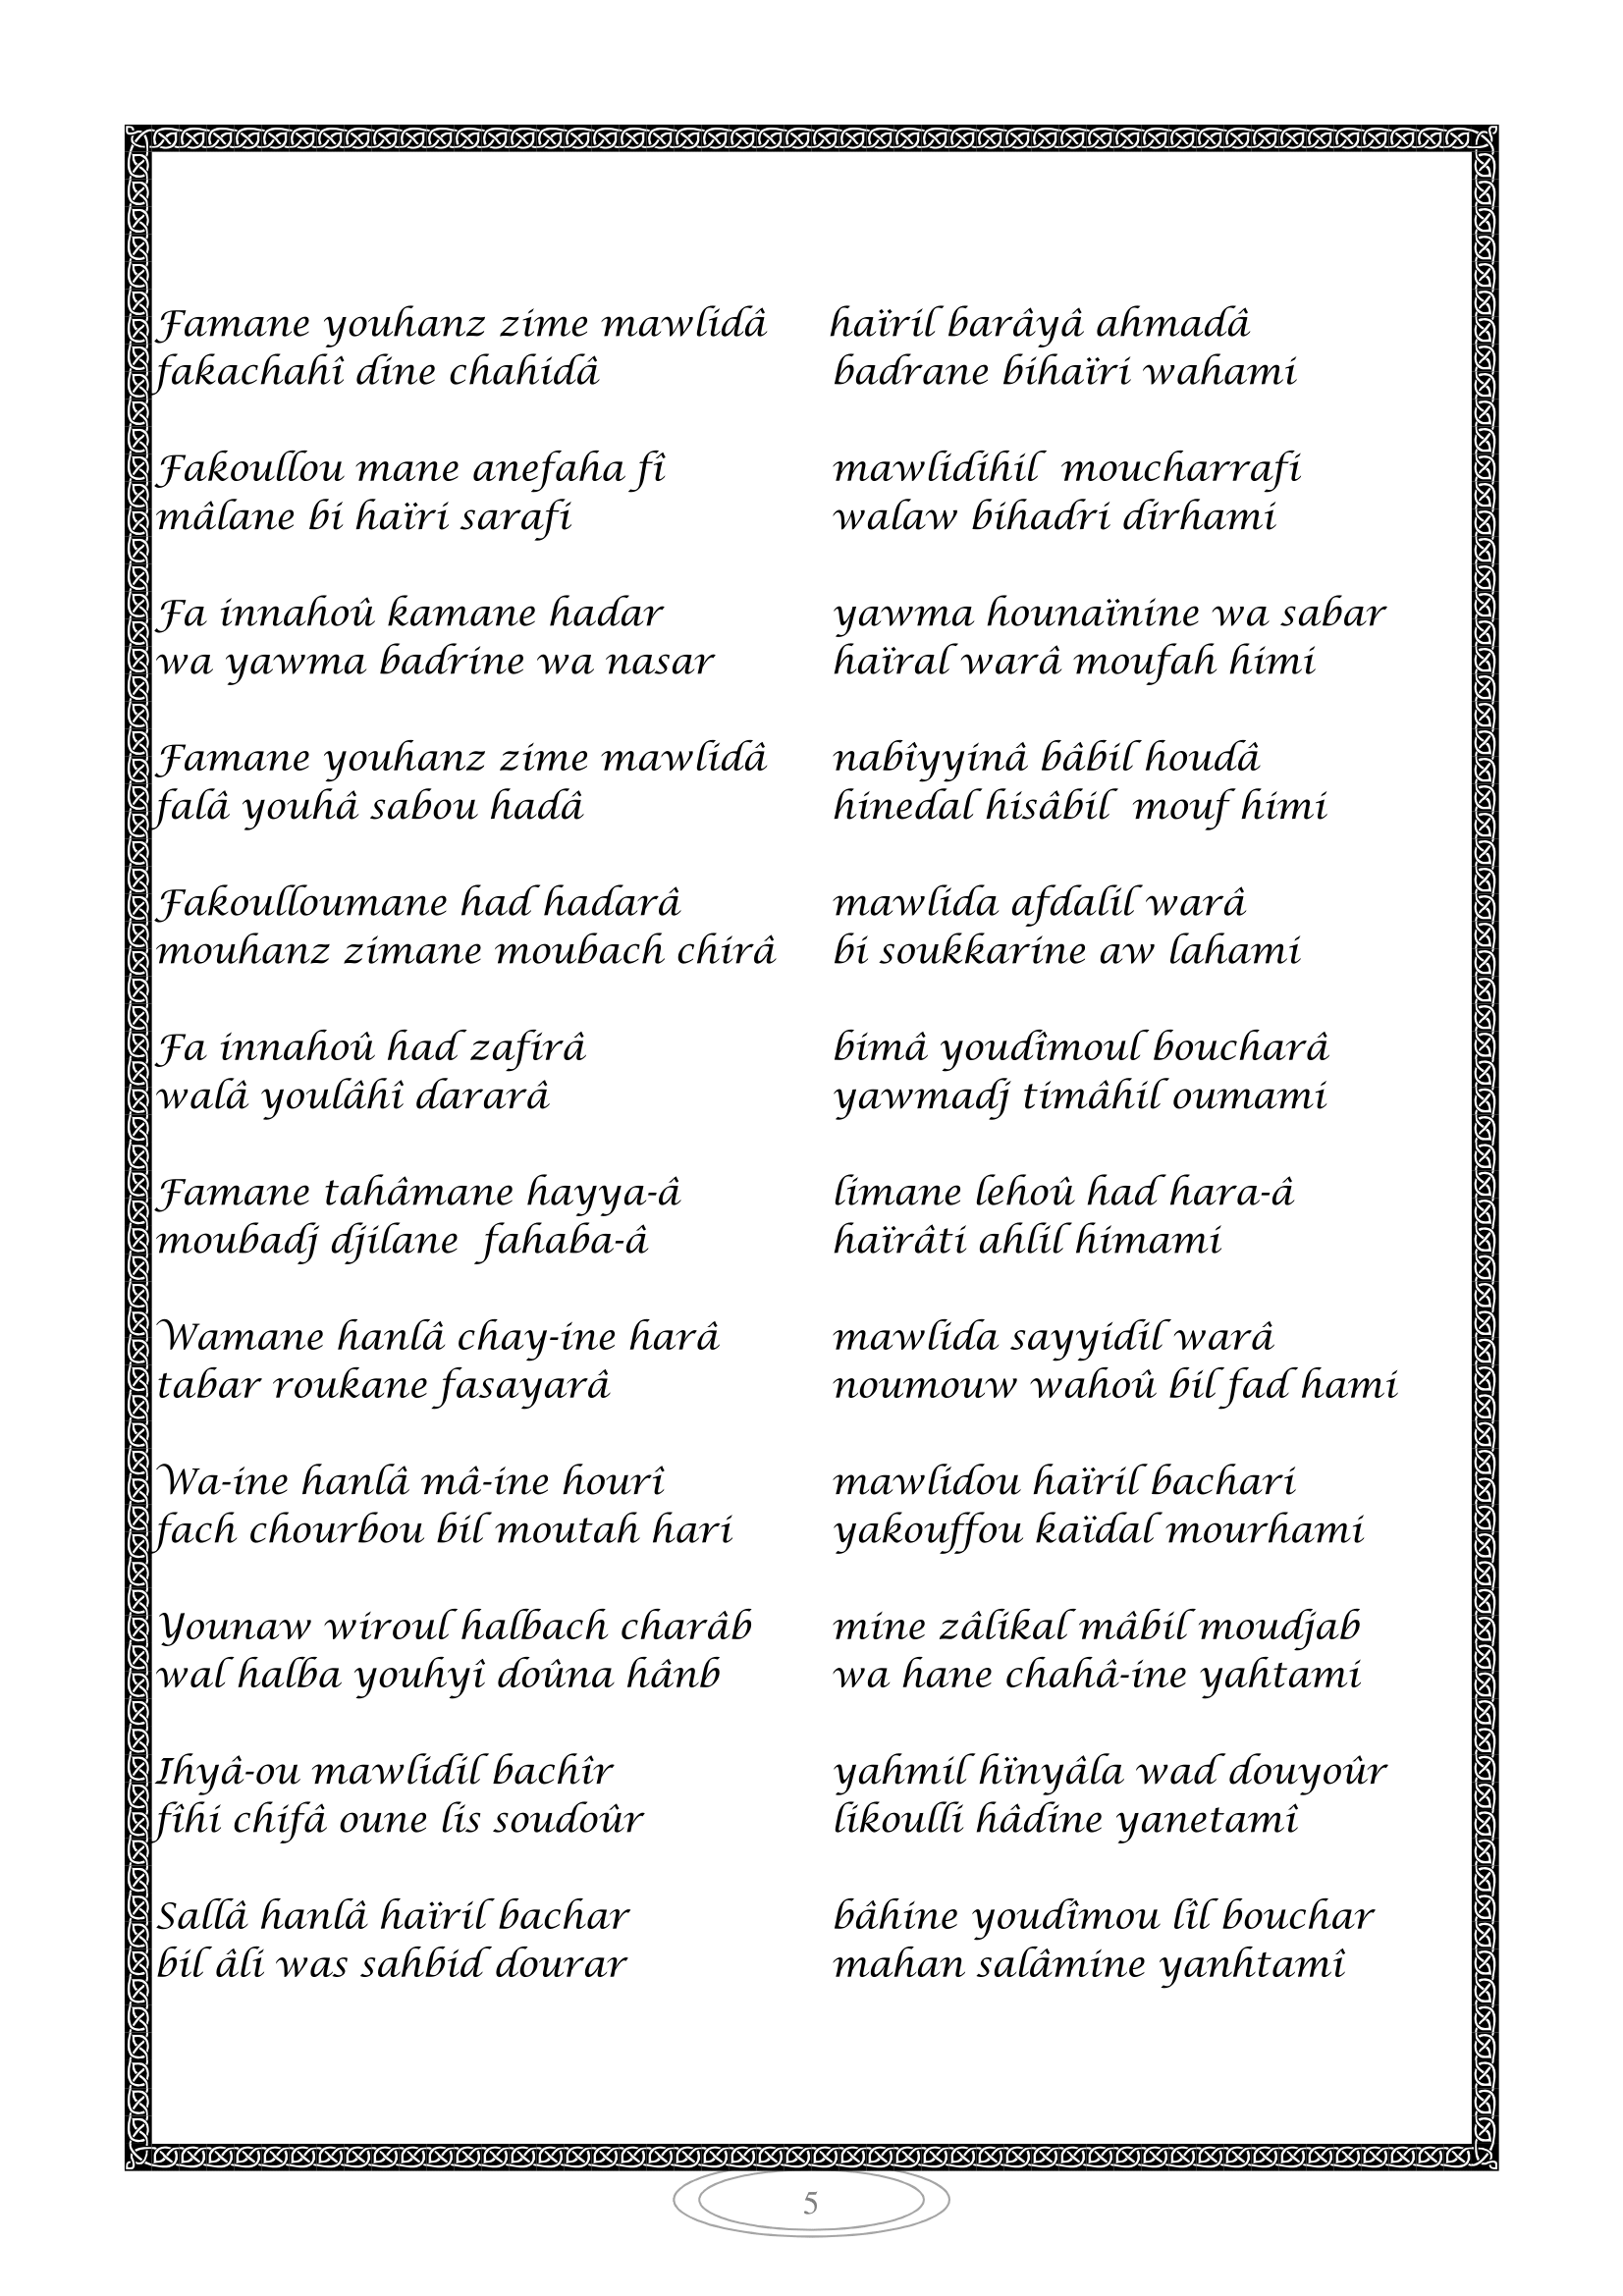 Famane youhanz zime mawlidâ haïril barâyâ ahmadâ
fakachahî dine chahidâ badrane bihaïri wahami
Fakoullou mane anefaha fî mawlidihil moucharrafi
mâlane bi haïri sarafi walaw bihadri dirhami
Fa innahoû kamane hadar yawma hounaïnine wa sabar
wa yawma badrine wa nasar haïral warâ moufah himi
Famane youhanz zime mawlidâ nabîyyinâ bâbil houdâ
falâ youhâ sabou hadâ hinedal hisâbil mouf himi
Fakoulloumane had hadarâ mawlida afdalil warâ
mouhanz zimane moubach chirâ bi soukkarine aw lahami
Fa innahoû had zafirâ bimâ youdîmoul boucharâ
walâ youlâhî dararâ yawmadj timâhil oumami
Famane tahâmane hayya-â limane lehoû had hara-â
moubadj djilane fahaba-â haïrâti ahlil himami
Wamane hanlâ chay-ine harâ mawlida sayyidil warâ
tabar roukane fasayarâ noumouw wahoû bil fad hami
Wa-ine hanlâ mâ-ine hourî mawlidou haïril bachari
fach chourbou bil moutah hari yakouffou kaïdal mourhami
Younaw wiroul halbach charâb mine zâlikal mâbil moudjab
wal halba youhyî doûna hânb wa hane chahâ-ine yahtami
Ihyâ-ou mawlidil bachîr yahmil hïnyâla wad douyoûr
fîhi chifâ oune lis soudoûr likoulli hâdine yanetamî
Sallâ hanlâ haïril bachar bâhine youdîmou lîl bouchar
bil âli was sahbid dourar mahan salâmine yanhtamî
5